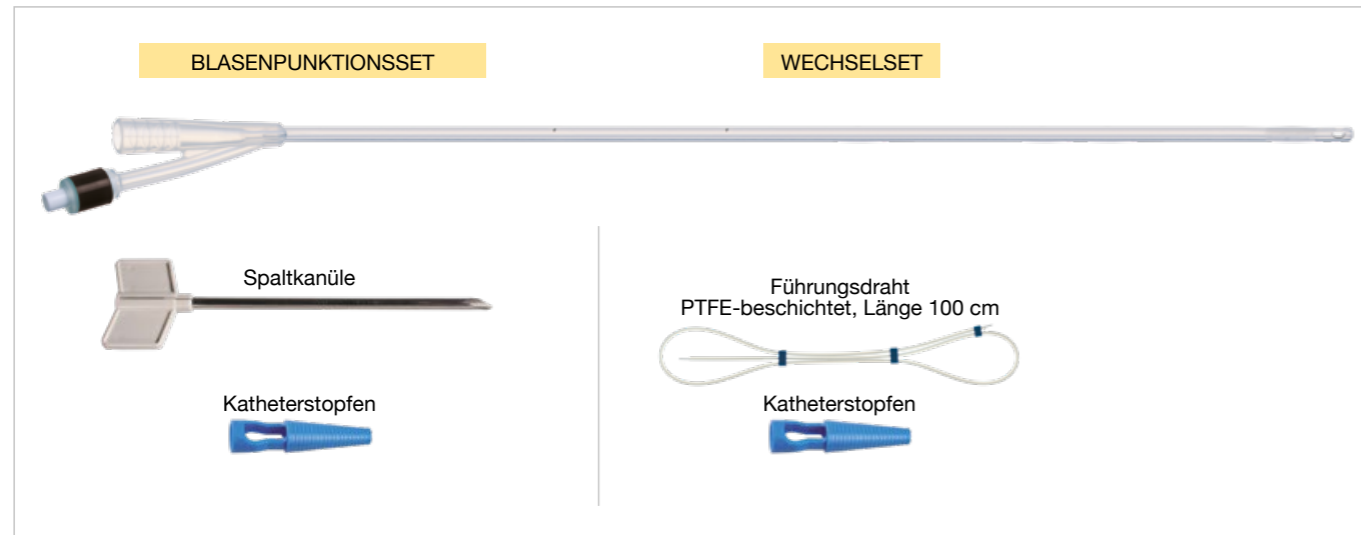 BLASENPUNKTIONSSET
WECHSELSET
Spaltkanüle
Katheterstopfen
Führungsdraht
PTFE-beschichtet, Länge 100 cm
Katheterstopfen